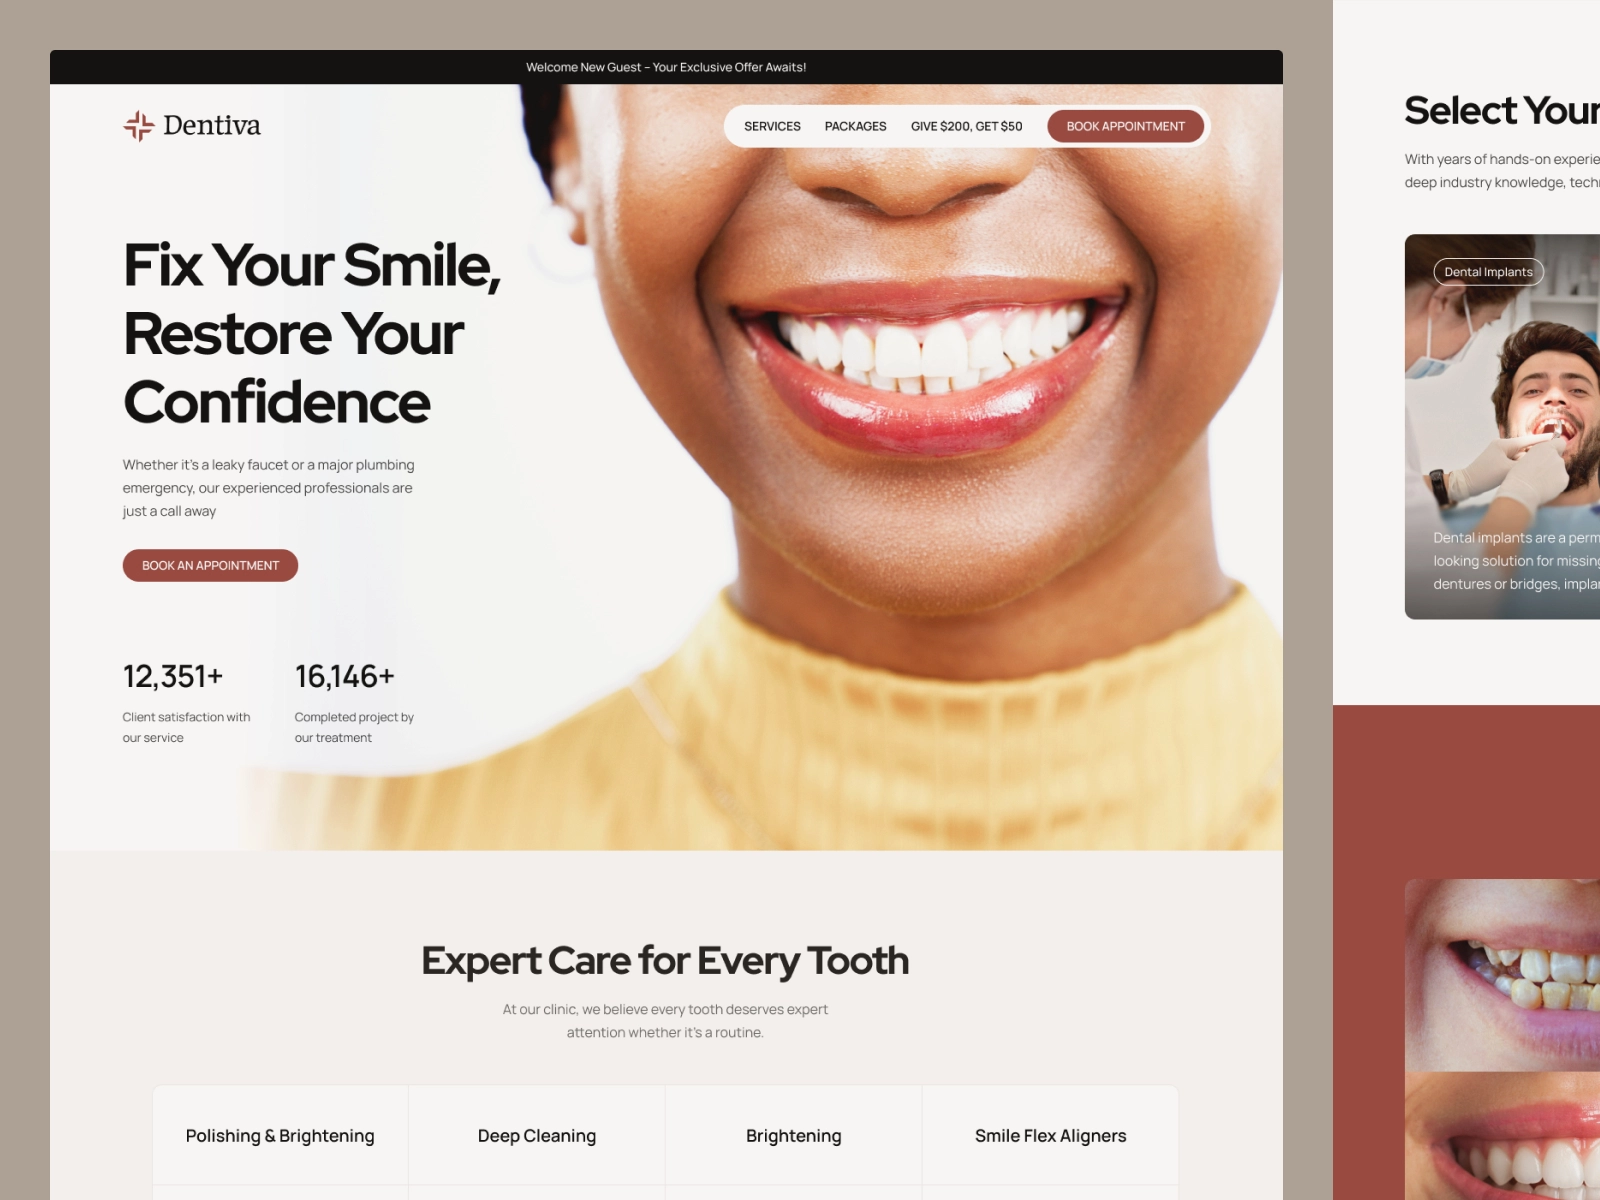 Welcome New Guest – Your Exclusive Offer Awaits!
Dentiva
SERVICES PACKAGES GIVE $200, GET $50 BOOK APPOINTMENT
Fix Your Smile,
Restore Your
Confidence
Whether it's a leaky faucet or a major plumbing
emergency, our experienced professionals are
just a call away
BOOK AN APPOINTMENT
12,351+
Client satisfaction with
our service
16,146+
Completed project by
our treatment
Expert Care for Every Tooth
At our clinic, we believe every tooth deserves expert
attention whether it's a routine.
Polishing & Brightening
Deep Cleaning
Brightening
Smile Flex Aligners
Select Your
With years of hands-on
deep industry knowledge,
Dental Implants
Dental implants are a
looking solution for
dentures or bridges,